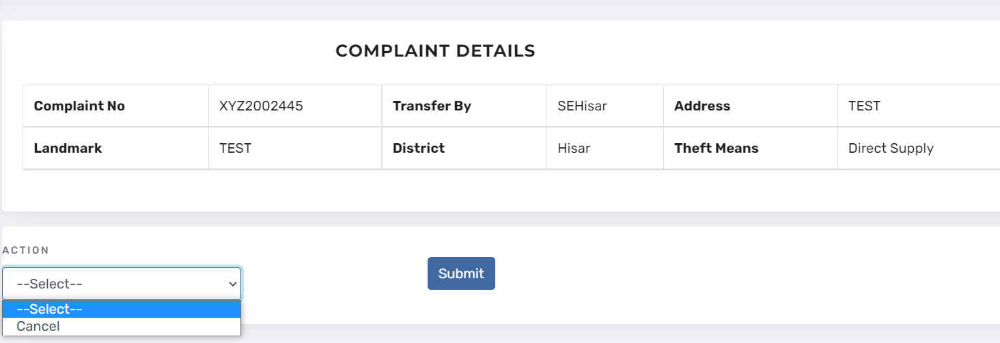 COMPLAINT DETAILS
Complaint No XYZ2002445 Transfer By SEHisar Address TEST
Landmark TEST District Hisar Theft Means Direct Supply
ACTION
--Select--
Submit
--Select--
Cancel